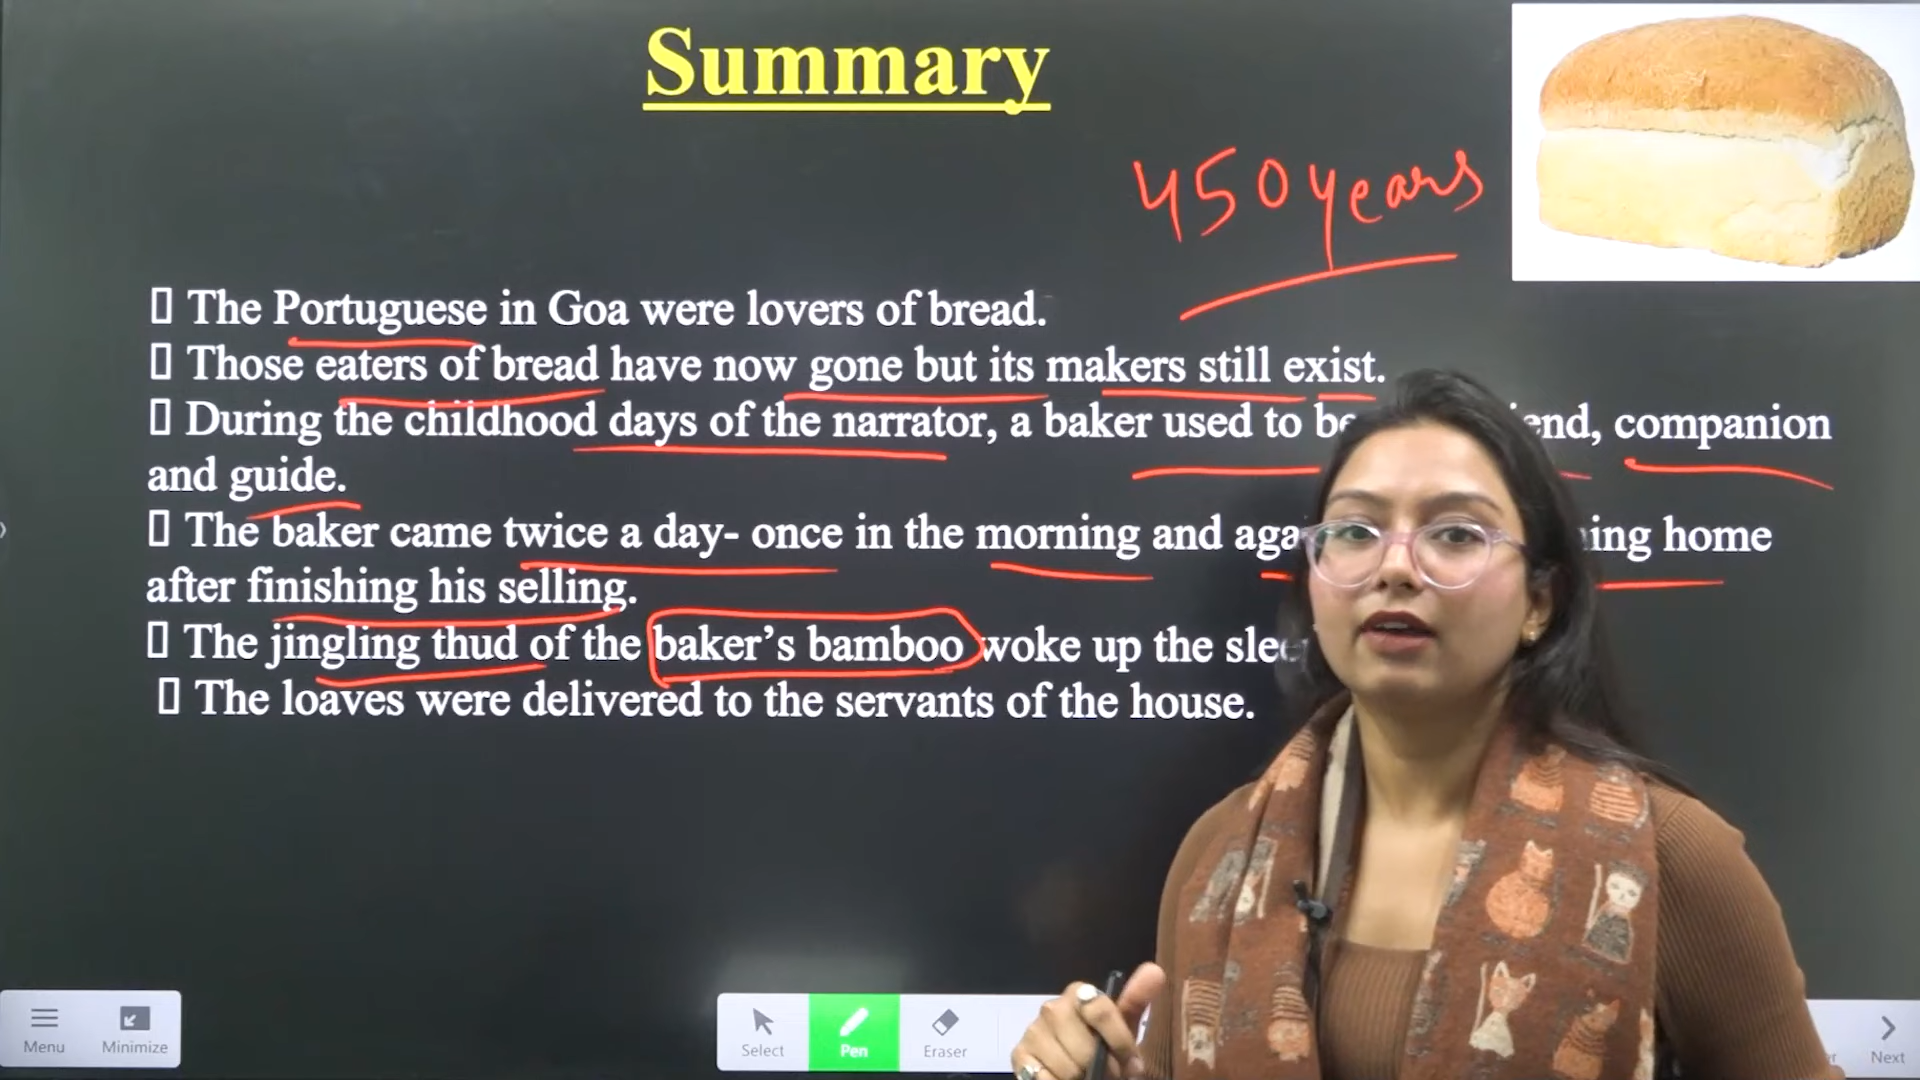 Summary
450 years
The Portuguese in Goa were lovers of bread.
Those eaters of bread have now gone but its makers still exist.
During the childhood days of the narrator, a baker used to be companion
and guide.
The baker came twice a day- once in the morning and home
after finishing his selling.
The jingling thud of the baker's bamboo woke up the
The loaves were delivered to the servants of the house.
Menu
Minimize
Select
Pen
Eraser
Next